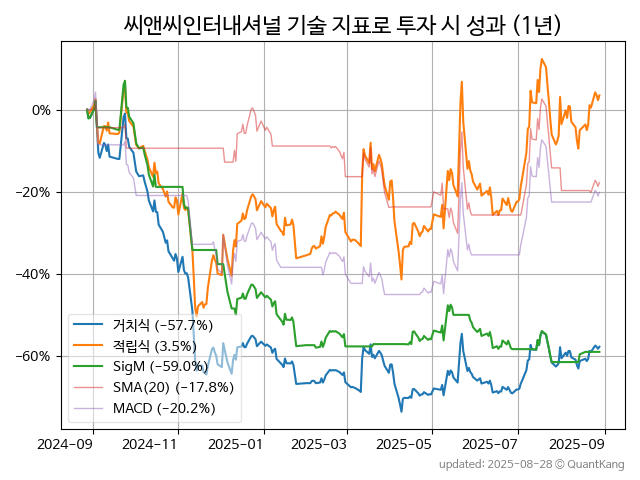 씨앤씨인터내셔널 기술 지표로 투자 시 성과 (1년)
0%
−20%
−40%
−60%
거치식 (−57.7%)
적립식 (3.5%)
SigM (−59.0%)
SMA(20) (−17.8%)
MACD (−20.2%)
2024-09 2024-11 2025-01 2025-03 2025-05 2025-07 2025-09
updated: 2025-08-28 © QuantKang